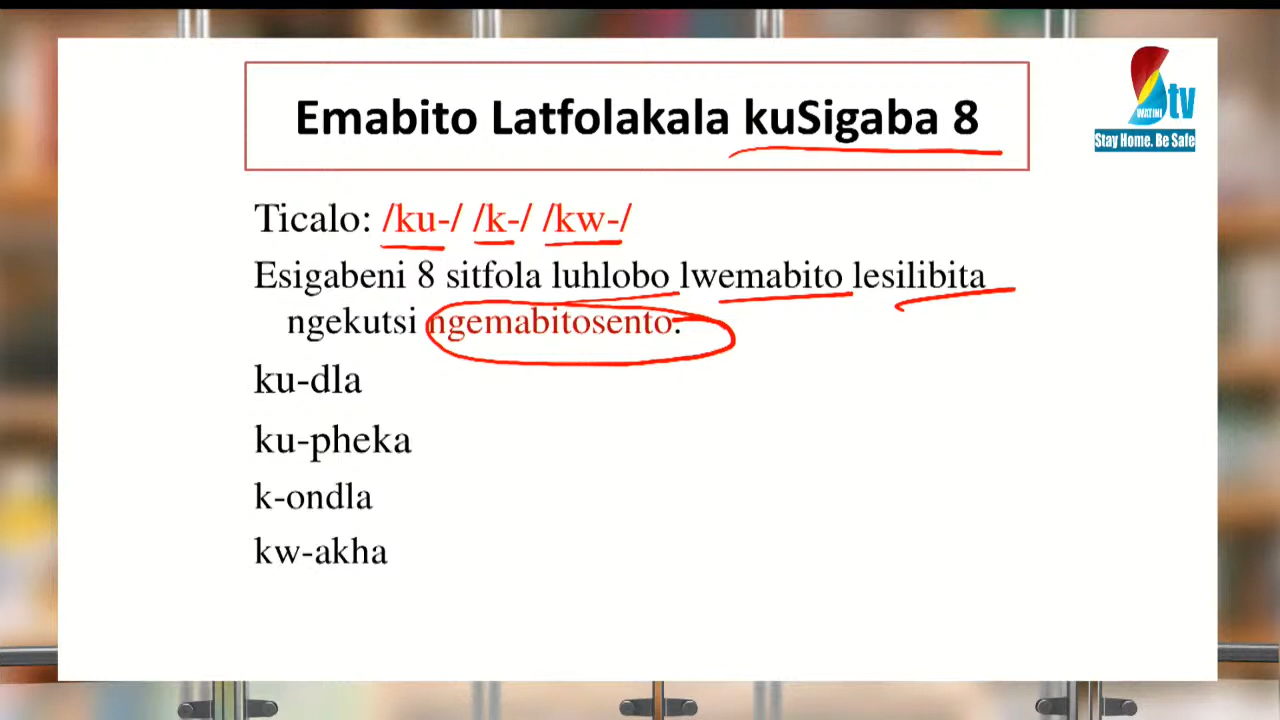 Emabito Latfolakala kuSigaba 8
tv
WATINI
Stay Home. Be Safe
Ticalo: /ku-/ /k-/ /kw-/
Esigabeni 8 sitfola luhlobo lwemabito lesilibita
ngekutsi ngemabitosento.
ku-dla
ku-pheka
k-ondla
kw-akha